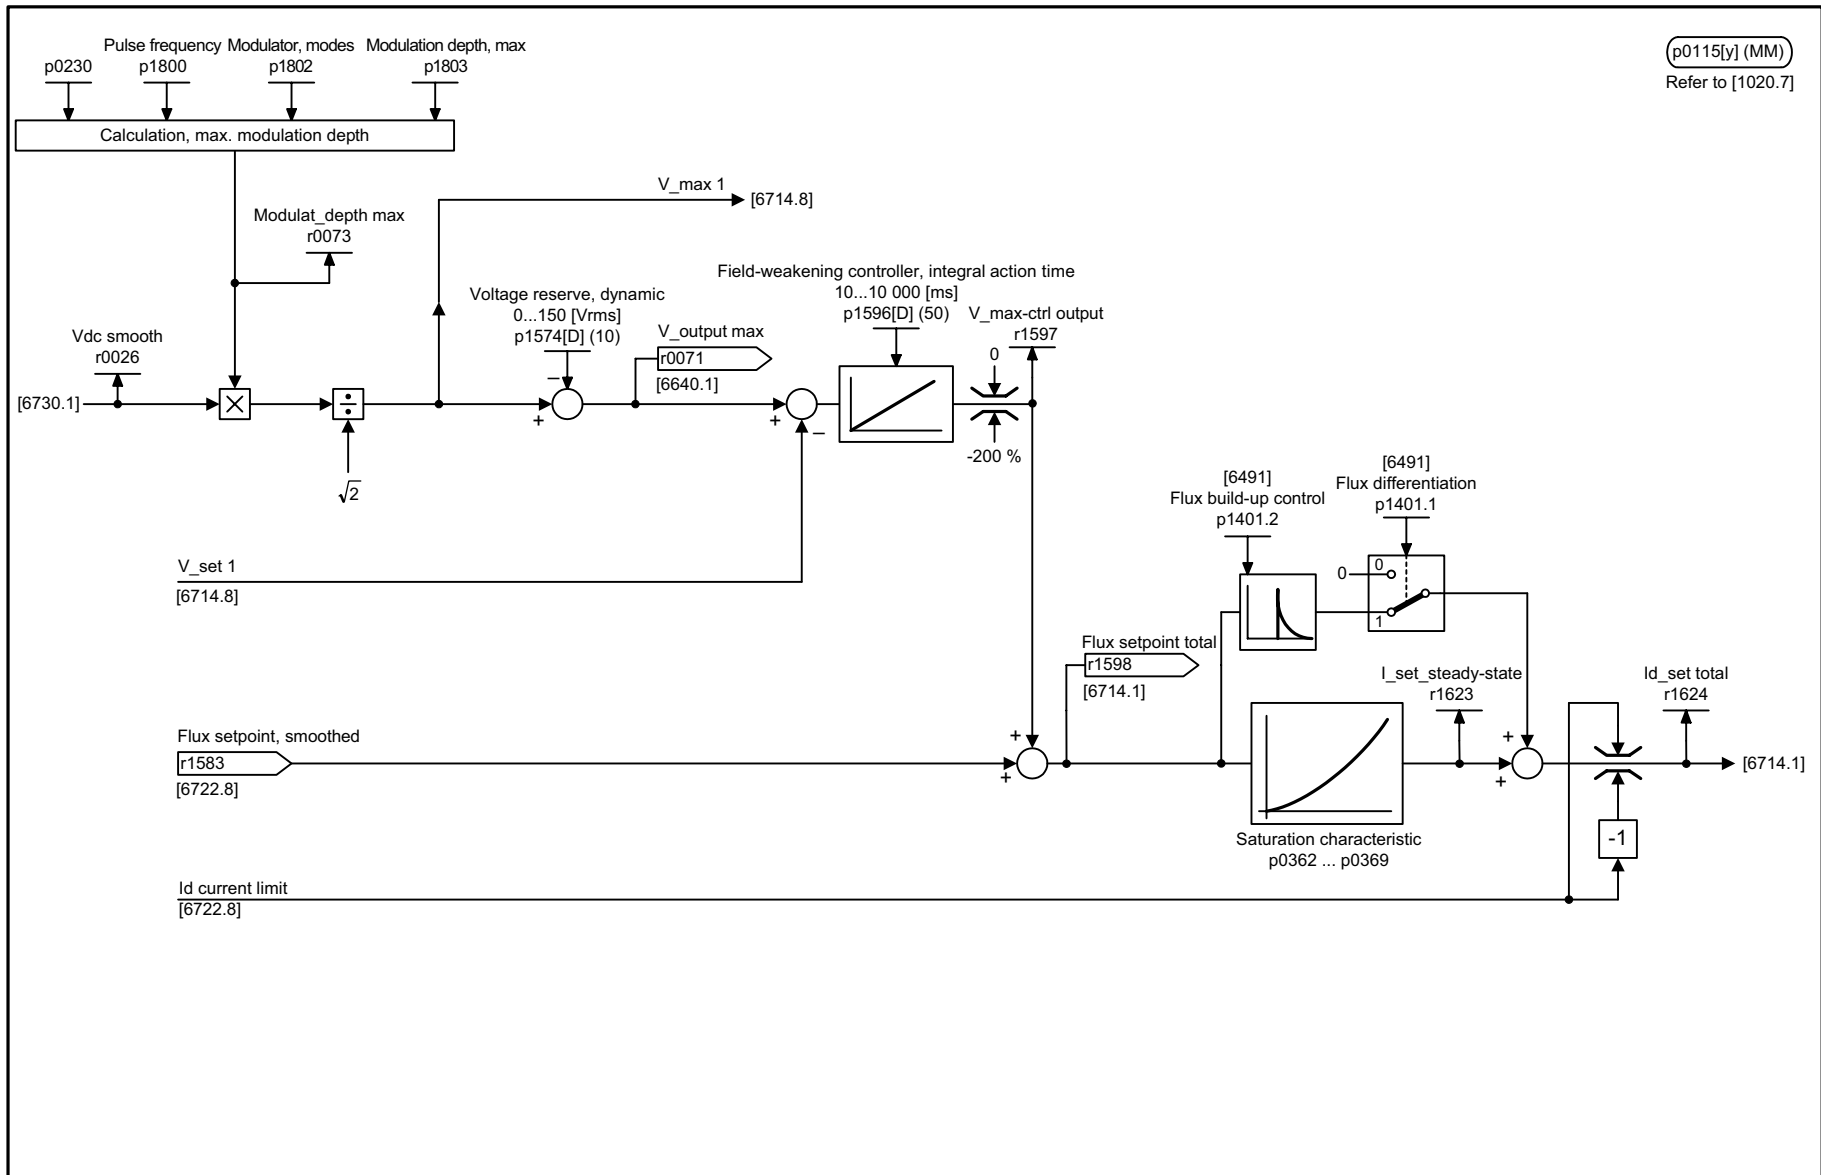 Pulse frequency Modulator, modes Modulation depth, max
p0230 p1800 p1802 p1803
p0115[y] (MM)
Refer to [1020.7]
Calculation, max. modulation depth
V_max 1
[6714.8]
Modulat_depth max
r0073
Vdc smooth
r0026
[6730.1]
√2
Voltage reserve, dynamic
0...150 [Vrms]
p1574[D] (10)
–
+
V_output max
r0071
[6640.1]
+
–
Field-weakening controller, integral action time
10...10 000 [ms]
p1596[D] (50)
V_max-ctrl output
r1597
0
-200 %
V_set 1
[6714.8]
[6491]
Flux build-up control
p1401.2
[6491]
Flux differentiation
p1401.1
0
0
1
Flux setpoint total
r1598
[6714.1]
Flux setpoint, smoothed
r1583
[6722.8]
+
+
I_set_steady-state
r1623
Saturation characteristic
p0362 ... p0369
+
+
Id_set total
r1624
[6714.1]
-1
Id current limit
[6722.8]